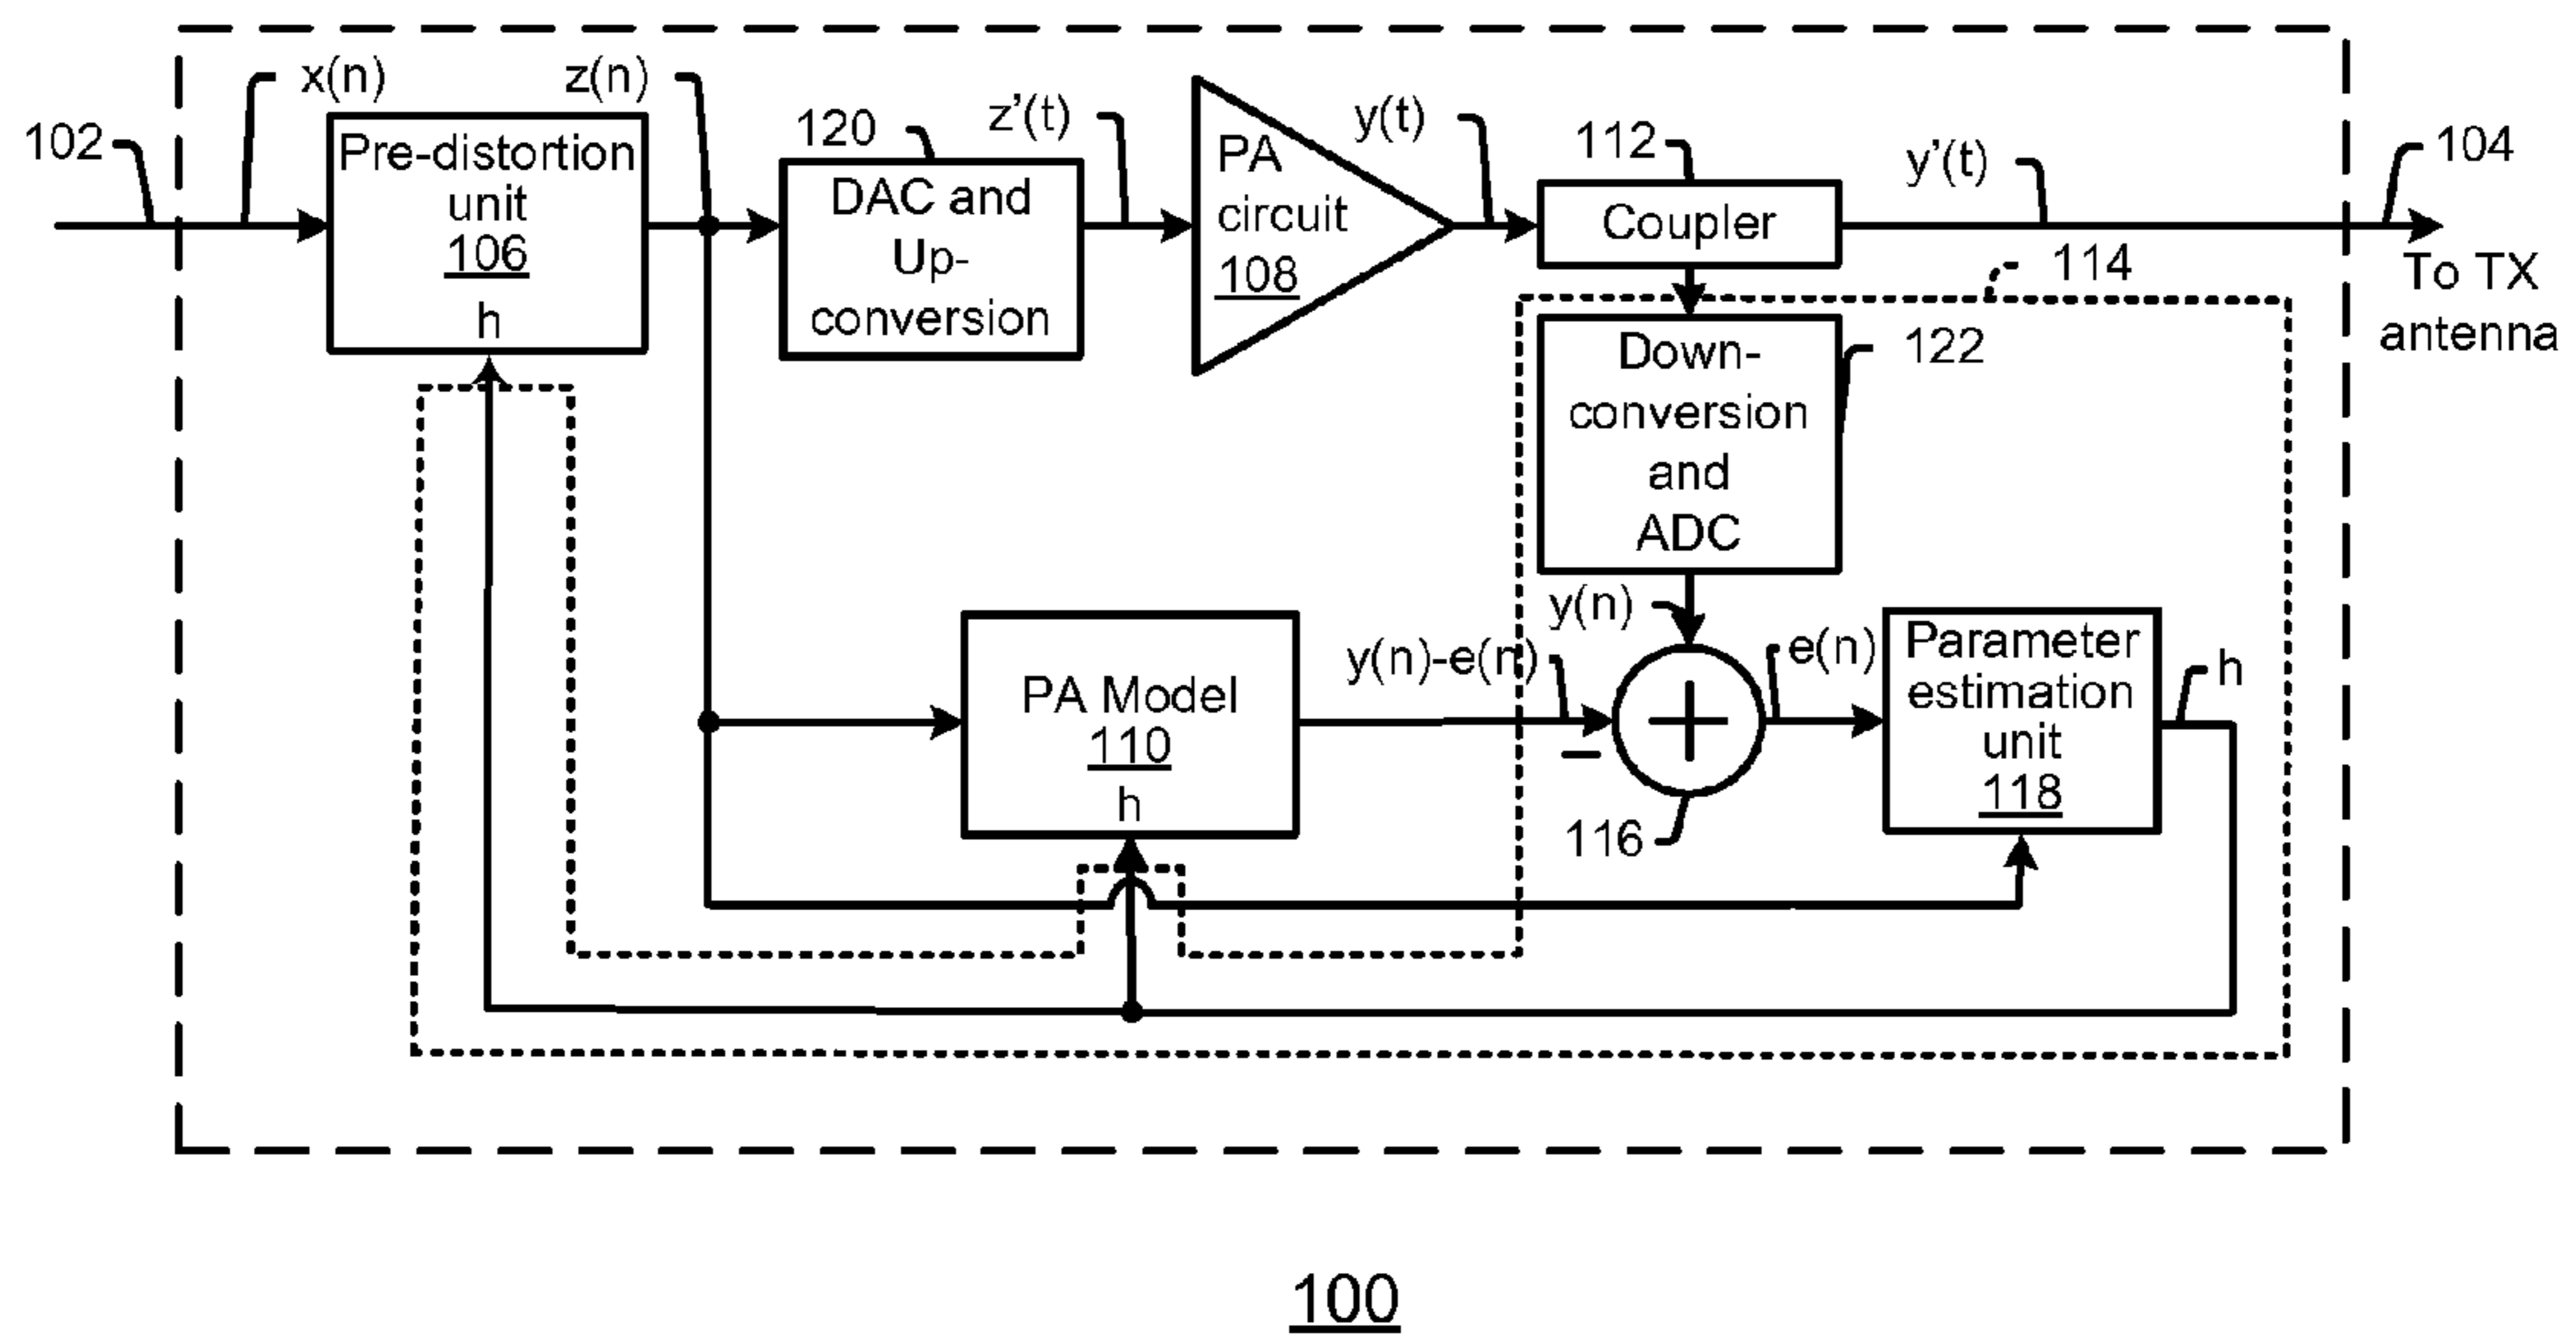 x(n)
z(n)
102
Pre-distortion
unit
106
h
120
DAC and
Up-
conversion
z'(t)
PA
circuit
108
y(t)
112
Coupler
y'(t)
104
To TX
antenna
114
Down-
conversion
and
ADC
122
y(n)
PA Model
110
h
y(n)-e(n)
−
+
116
e(n)
Parameter
estimation
unit
118
h
100